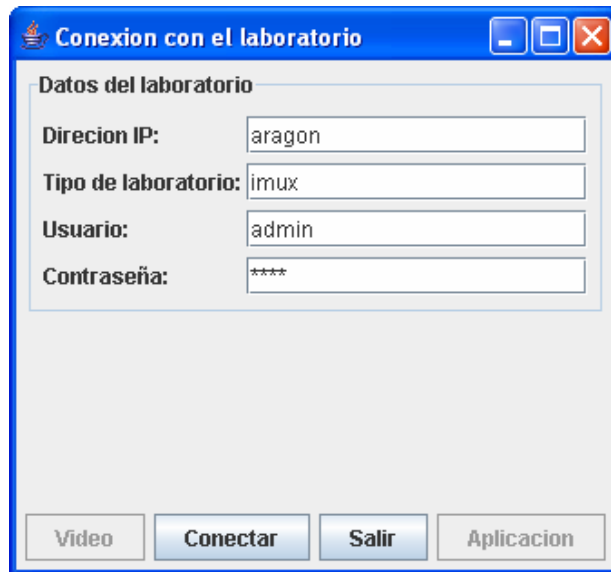 Conexion con el laboratorio
Datos del laboratorio
Direcion IP: aragon
Tipo de laboratorio: imux
Usuario: admin
Contraseña: ****
Video Conectar Salir Aplicacion